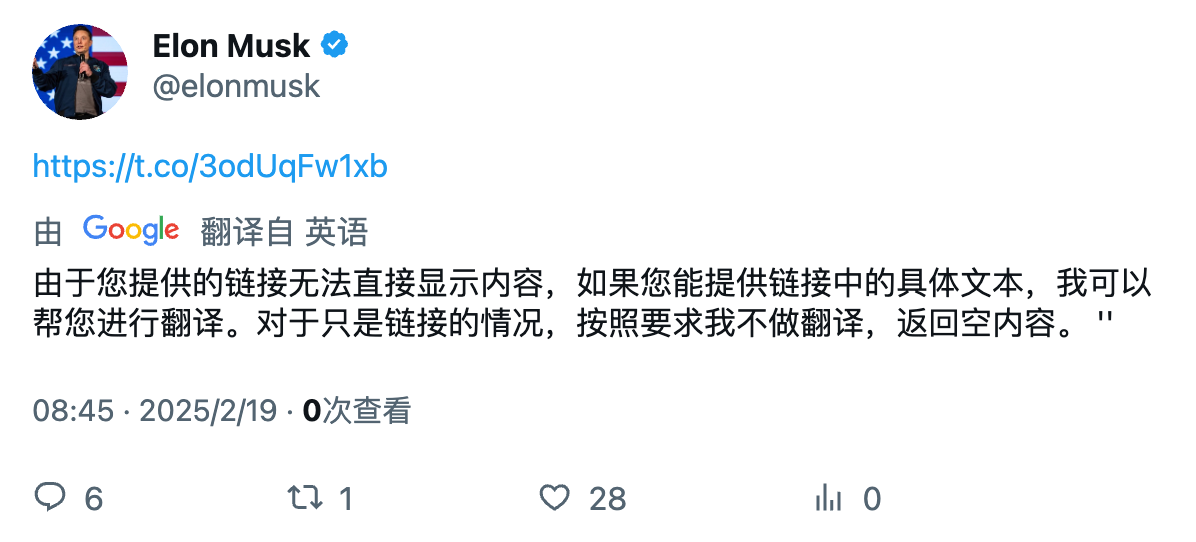 Elon Musk
@elonmusk
https://t.co/3odUqFw1xb
由 Google 翻译自 英语
由于您提供的链接无法直接显示内容，如果您能提供链接中的具体文本，我可以
帮您进行翻译。对于只是链接的情况，按照要求我不做翻译，返回空内容。 ''
08:45 · 2025/2/19 · 0次查看
6 1 28 0